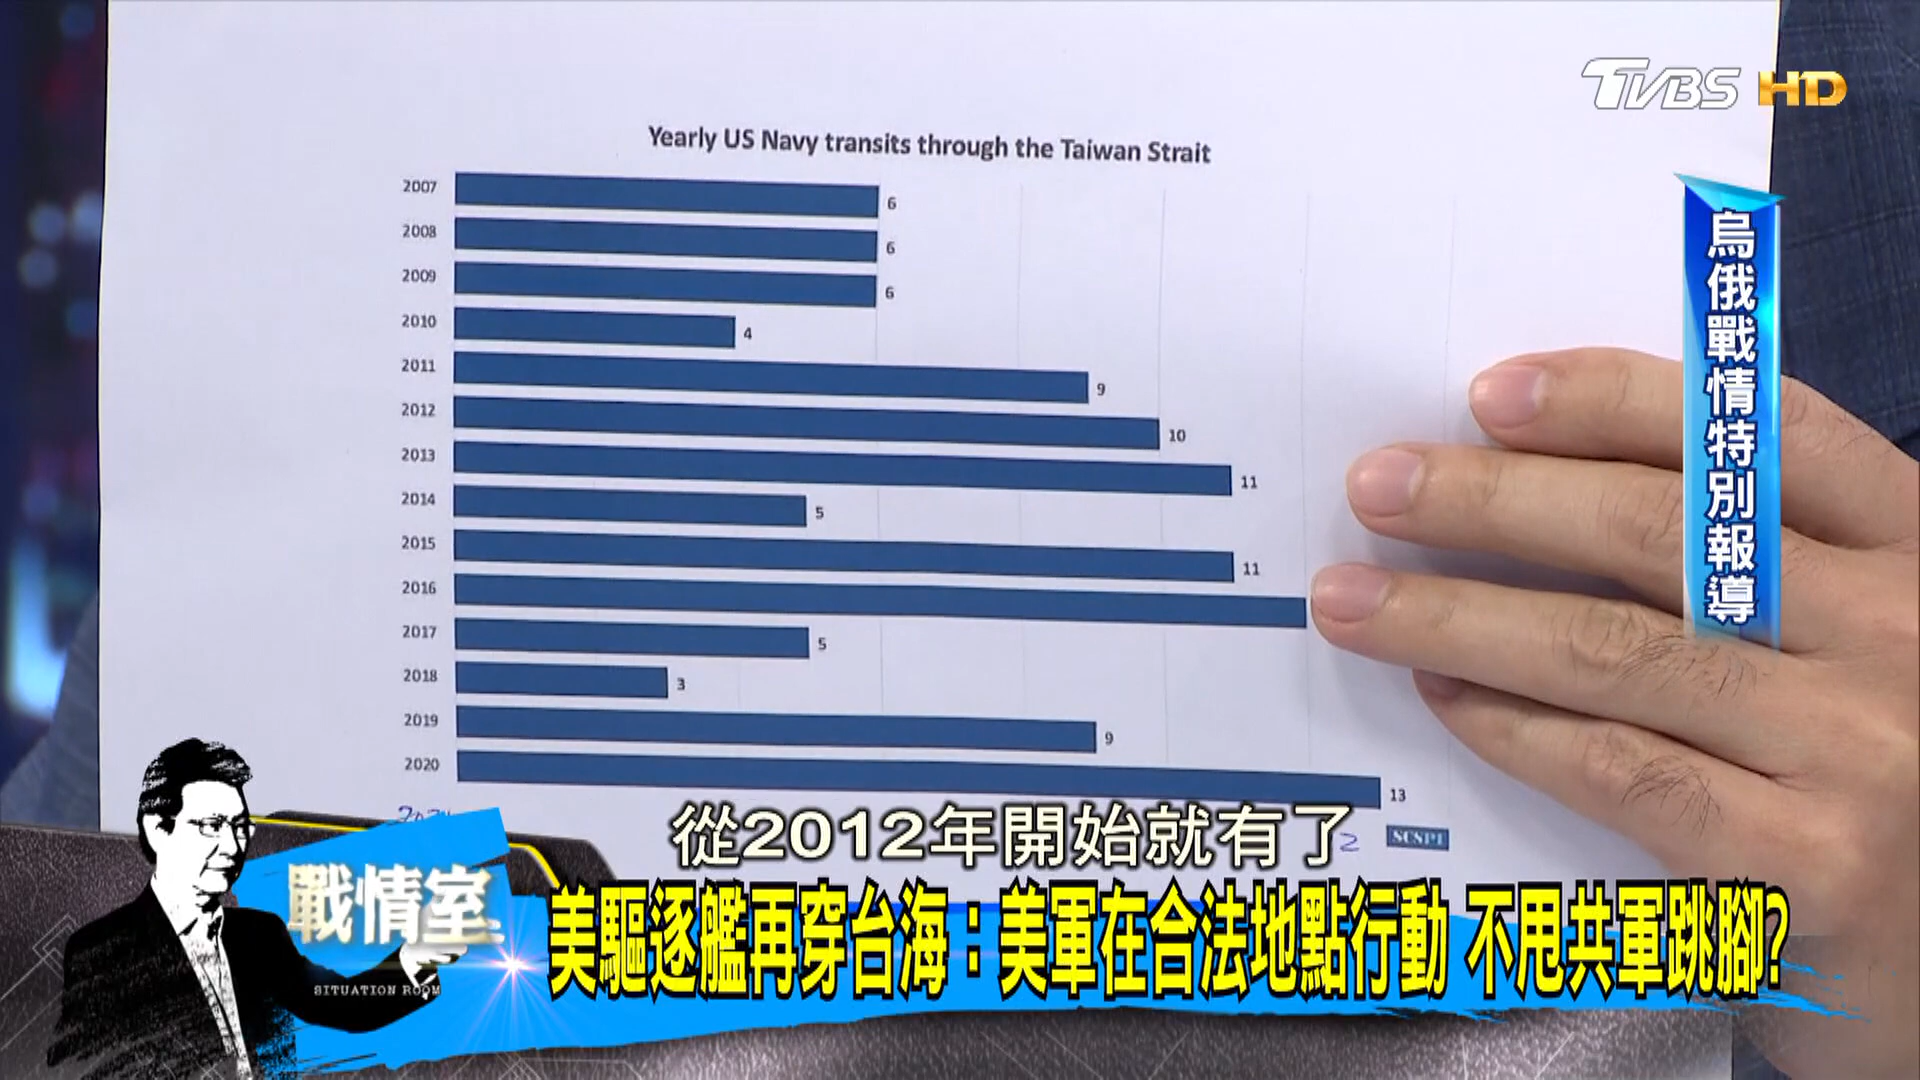 TVBS HD
Yearly US Navy transits through the Taiwan Strait
2007 6
2008 6
2009 6
2010 4
2011 9
2012 10
2013 11
2014 5
2015 11
2016
2017 5
2018 3
2019 9
2020 13
2
SCSPI
烏俄戰情特別報導
從2012年開始就有了
戰情室
SITUATION ROOM
美驅逐艦再穿台海：美軍在合法地點行動 不甩共軍跳腳?